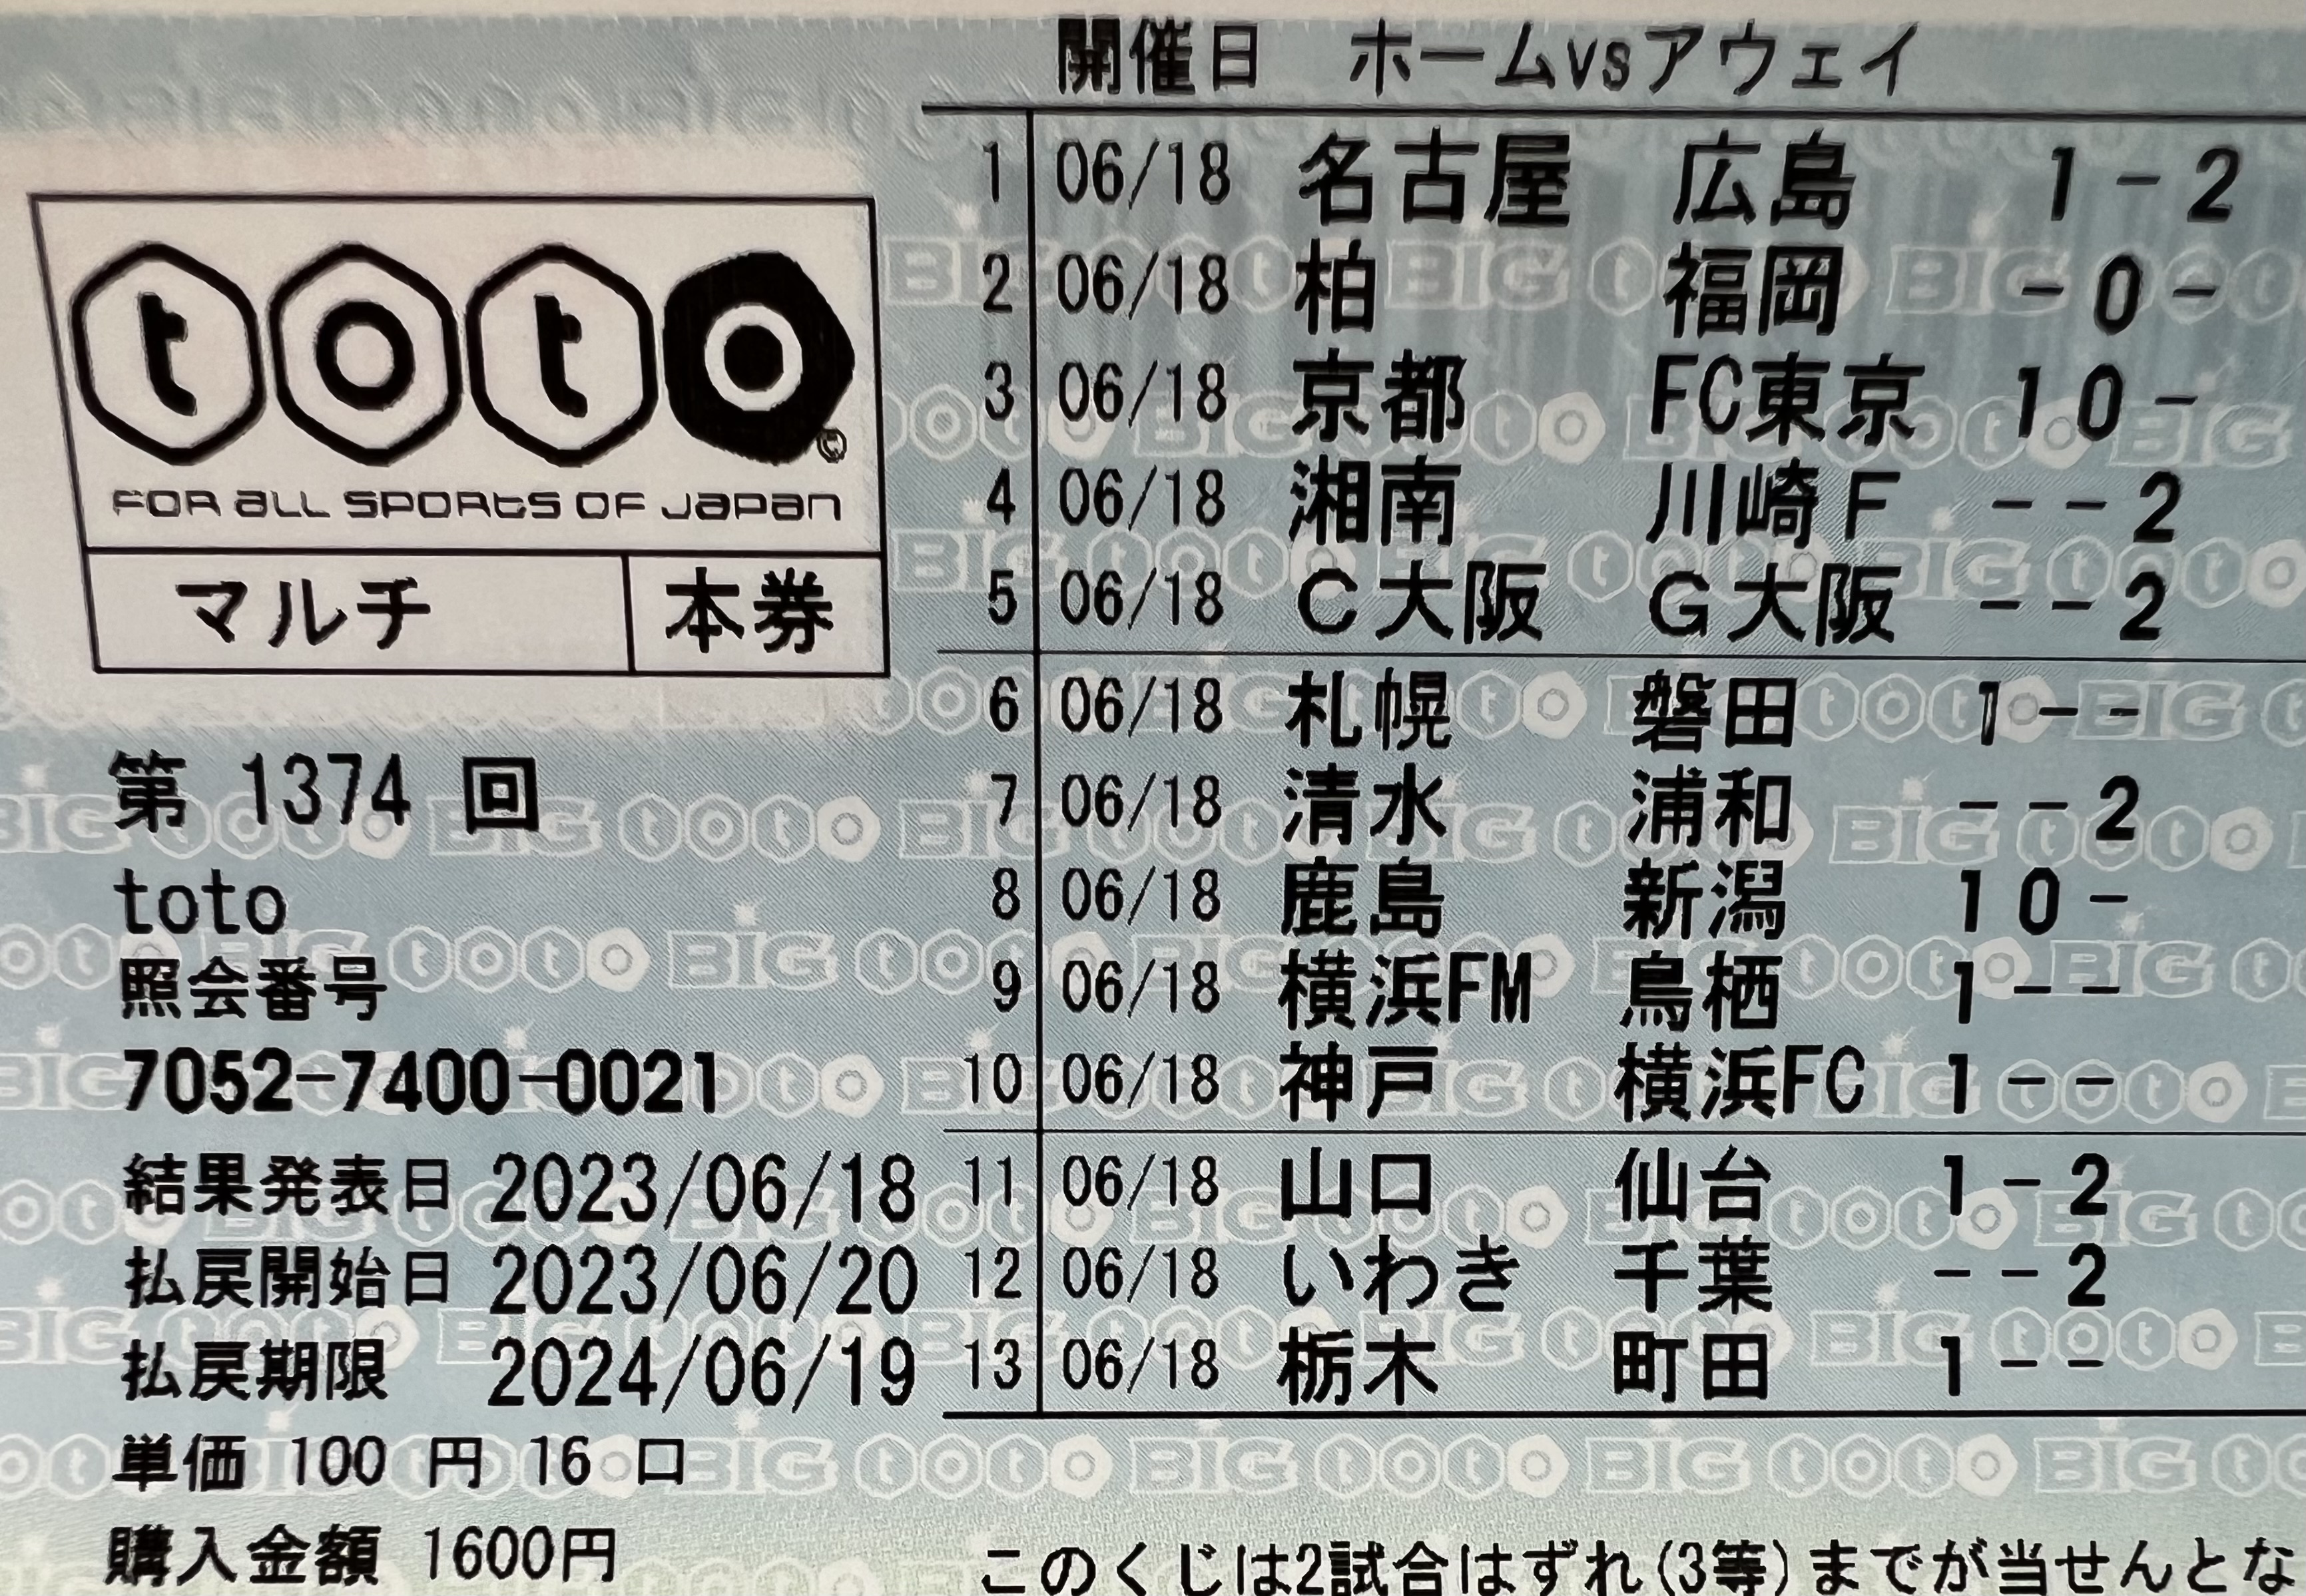 toto
FOR ALL SPORTS OF JAPAN
マルチ 本券
第 1374 回
toto
照会番号
7052-7400-0021
結果発表日 2023/06/18
払戻開始日 2023/06/20
払戻期限 2024/06/19
単価 100 円 16 口
購入金額 1600円
開催日 ホームvsアウェイ
1 06/18 名古屋 広島 1-2
2 06/18 柏 福岡 -0-
3 06/18 京都 FC東京 10-
4 06/18 湘南 川崎F --2
5 06/18 C大阪 G大阪 --2
6 06/18 札幌 磐田 1--
7 06/18 清水 浦和 --2
8 06/18 鹿島 新潟 10-
9 06/18 横浜FM 鳥栖 1--
10 06/18 神戸 横浜FC 1--
11 06/18 山口 仙台 1-2
12 06/18 いわき 千葉 --2
13 06/18 栃木 町田 1--
このくじは2試合はずれ(3等)までが当せんとな